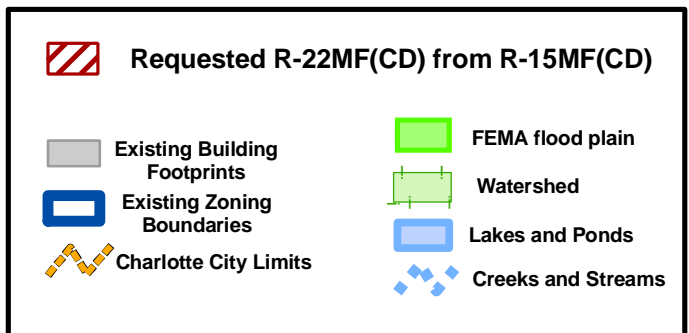 Requested R-22MF(CD) from R-15MF(CD)
Existing Building
Footprints
Existing Zoning
Boundaries
Charlotte City Limits
FEMA flood plain
Watershed
Lakes and Ponds
Creeks and Streams